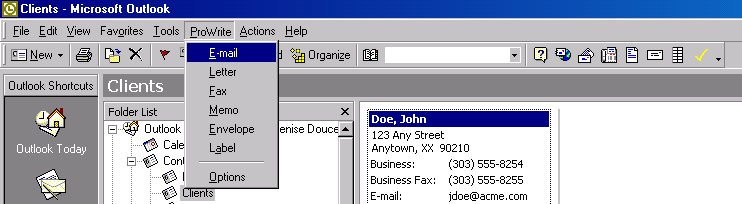 Clients - Microsoft Outlook
File Edit View Favorites Tools ProWrite Actions Help
New Organize
E-mail
Letter
Fax
Memo
Envelope
Label
Options
Outlook Shortcuts
Outlook Today
Clients
Folder List
Outlook enise Douce
Cale
Cont
Clients
Doe, John
123 Any Street
Anytown, XX 90210
Business: (303) 555-8254
Business Fax: (303) 555-8255
E-mail: jdoe@acme.com